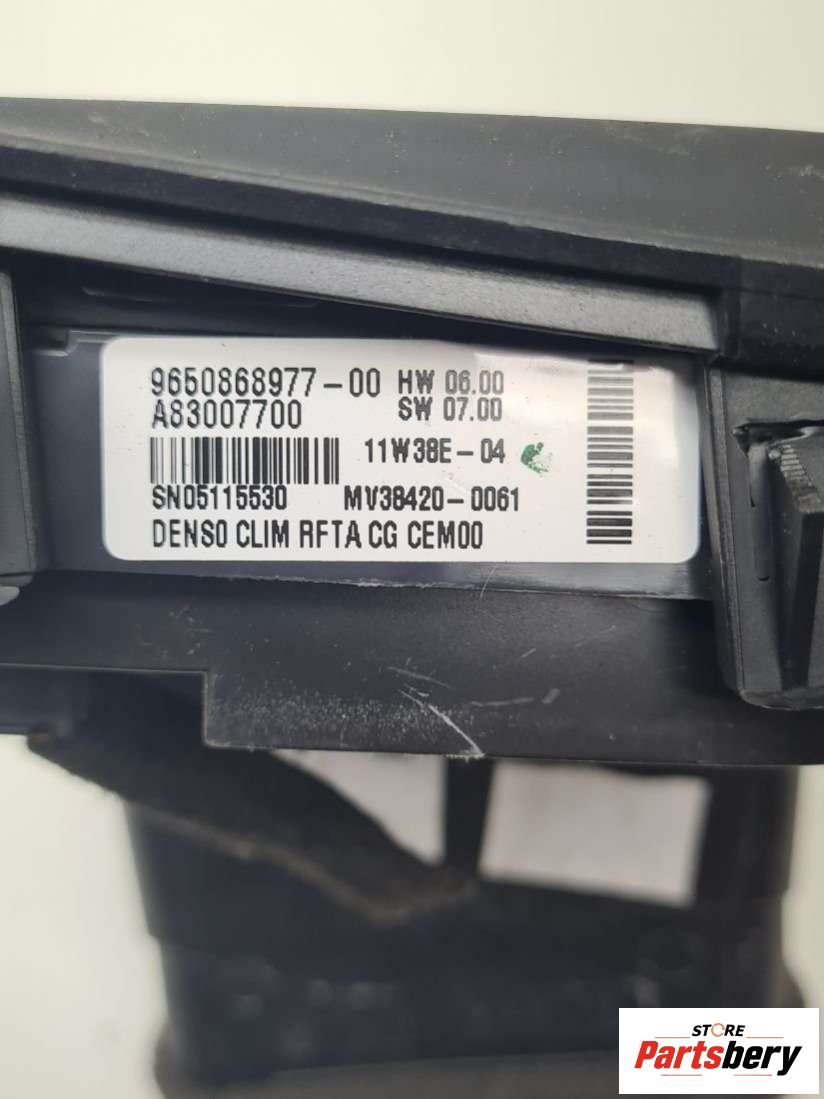 9650868977-00 HW 06.00
A83007700 SW 07.00
11W38E-04
SN05115530 MV38420-0061
DENSO CLIM RFTA CG CEM00
STORE
Partsbery